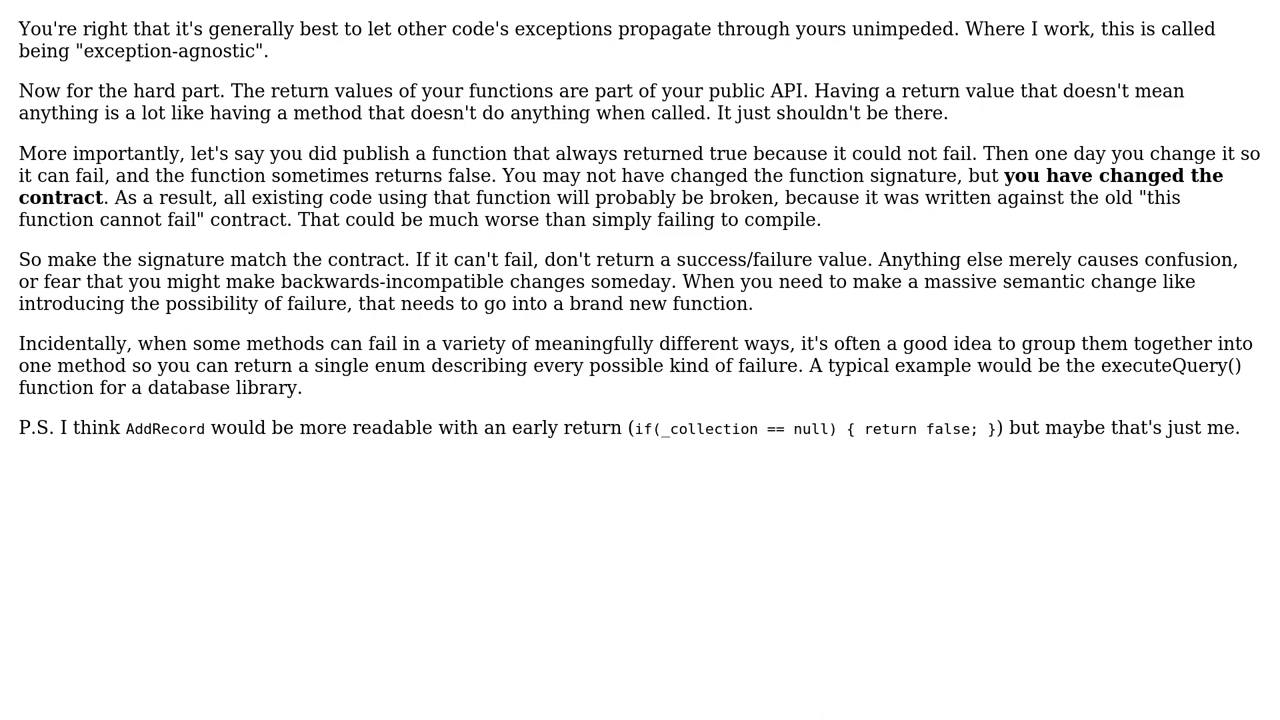 You're right that it's generally best to let other code's exceptions propagate through yours unimpeded. Where I work, this is called
being "exception-agnostic".
Now for the hard part. The return values of your functions are part of your public API. Having a return value that doesn't mean
anything is a lot like having a method that doesn't do anything when called. It just shouldn't be there.
More importantly, let's say you did publish a function that always returned true because it could not fail. Then one day you change it so
it can fail, and the function sometimes returns false. You may not have changed the function signature, but you have changed the
contract. As a result, all existing code using that function will probably be broken, because it was written against the old "this
function cannot fail" contract. That could be much worse than simply failing to compile.
So make the signature match the contract. If it can't fail, don't return a success/failure value. Anything else merely causes confusion,
or fear that you might make backwards-incompatible changes someday. When you need to make a massive semantic change like
introducing the possibility of failure, that needs to go into a brand new function.
Incidentally, when some methods can fail in a variety of meaningfully different ways, it's often a good idea to group them together into
one method so you can return a single enum describing every possible kind of failure. A typical example would be the executeQuery()
function for a database library.
P.S. I think AddRecord would be more readable with an early return (if(_collection == null) { return false; }) but maybe that's just me.